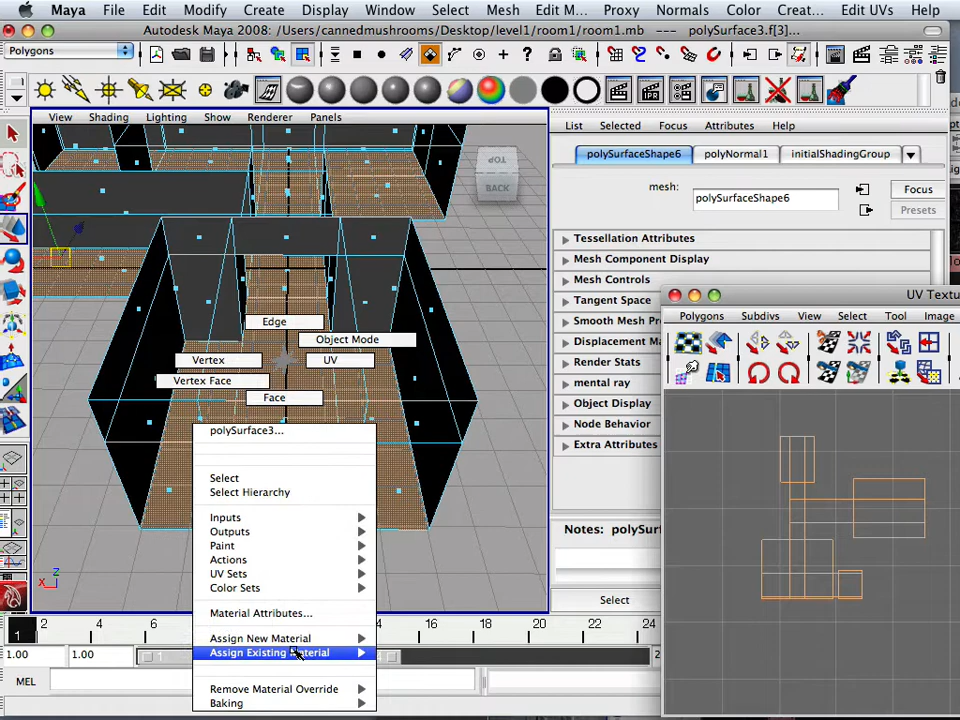 Maya File Edit Modify Create Display Window Select Mesh Edit M... Proxy Normals Color Creat... Edit UVs Help
Autodesk Maya 2008: /Users/cannedmushrooms/Desktop/level1/room1/room1.mb --- polySurface3.f[3]...
Polygons
View Shading Lighting Show Renderer Panels
List Selected Focus Attributes Help
polySurfaceShape6 polyNormal1 initialShadingGroup
TOP
BACK
mesh: polySurfaceShape6
Focus
Presets
Tessellation Attributes
Mesh Component Display
Mesh Controls
Tangent Space
Smooth Mesh Pr
Displacement Ma
Render Stats
mental ray
Object Display
Node Behavior
Extra Attributes
Notes: polySurf
Select
UV Textu
Polygons Subdivs View Select Tool Image
Edge
Object Mode
Vertex
UV
Vertex Face
Face
polySurface3...
Select
Select Hierarchy
Inputs
Outputs
Paint
Actions
UV Sets
Color Sets
Material Attributes...
Assign New Material
Assign Existing Material
Remove Material Override
Baking
z
x
1 2 4 6 8 18 20 22 24
1.00 1.00 2
MEL